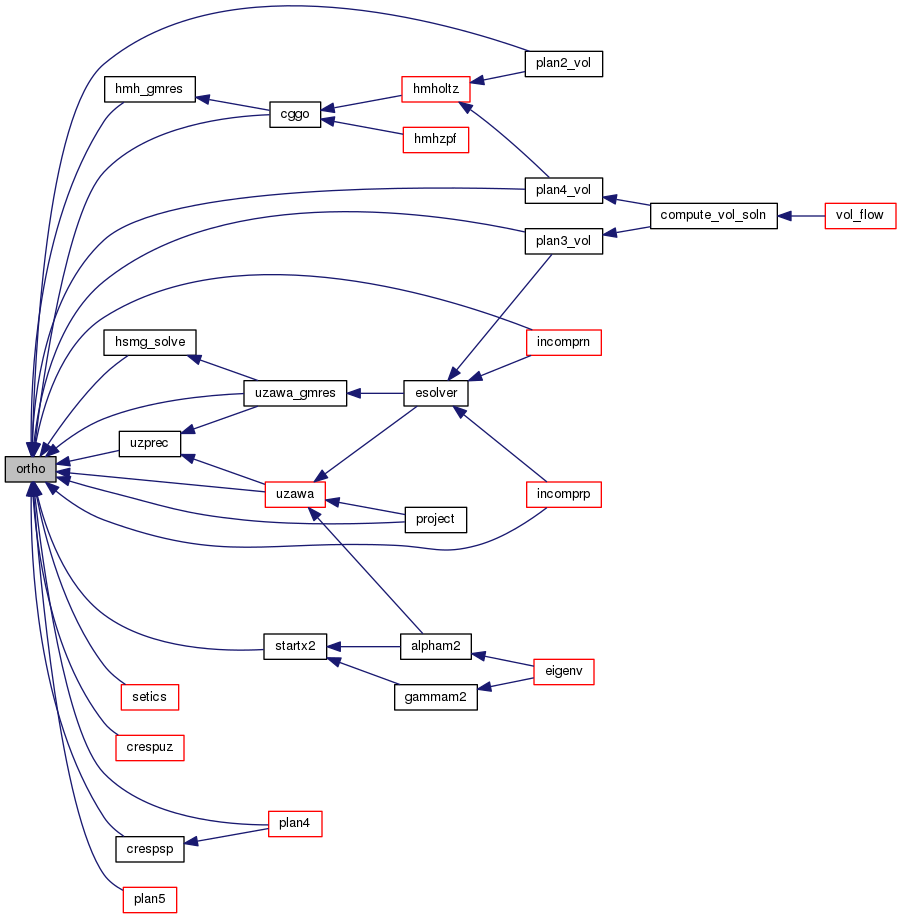 plan2_vol
hmh_gmres
hmholtz
cggo
hmhzpf
plan4_vol
compute_vol_soln
vol_flow
plan3_vol
incomprn
hsmg_solve
uzawa_gmres
esolver
uzprec
ortho
uzawa
incomprp
project
startx2
alpham2
eigenv
setics
gammam2
crespuz
plan4
crespsp
plan5